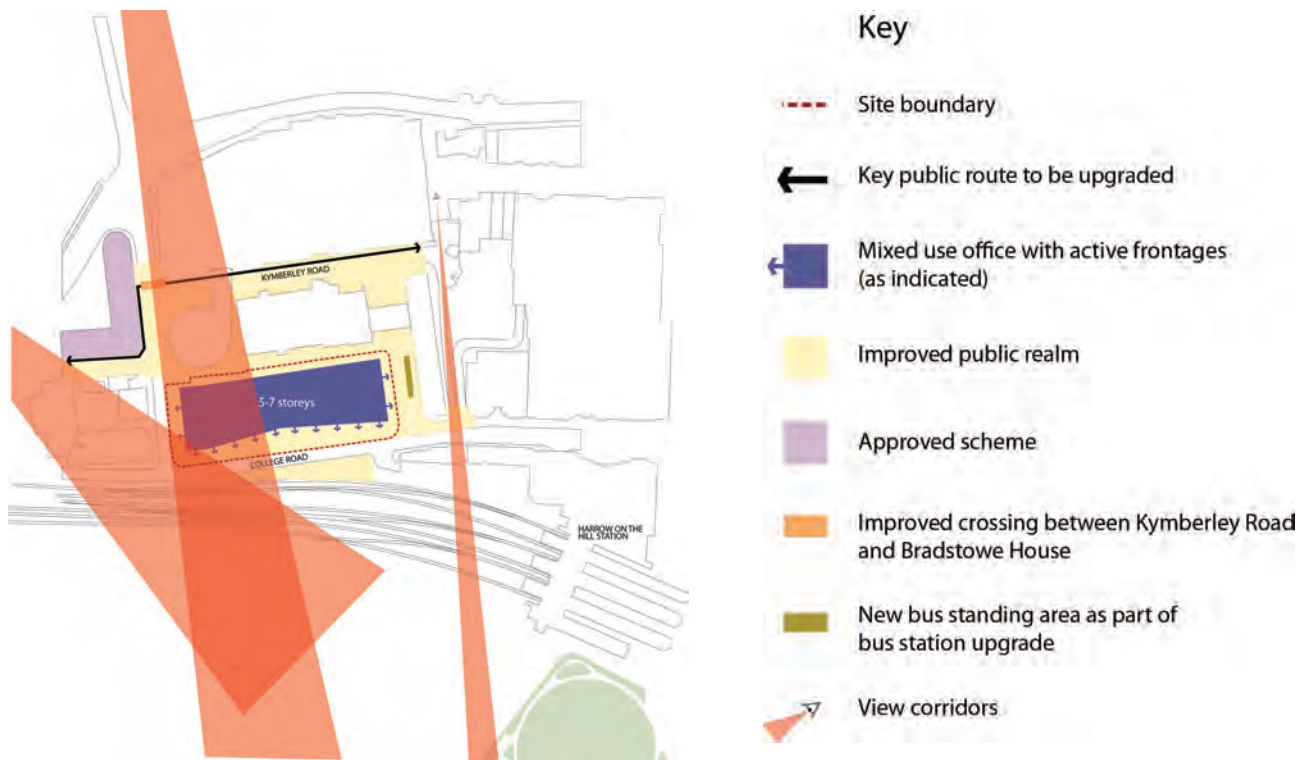 KYMBERLEY ROAD
5-7 storeys
COLLEGE ROAD
HARROW ON THE
HILL STATION
Key
Site boundary
Key public route to be upgraded
Mixed use office with active frontages
(as indicated)
Improved public realm
Approved scheme
Improved crossing between Kymberley Road
and Bradstowe House
New bus standing area as part of
bus station upgrade
View corridors